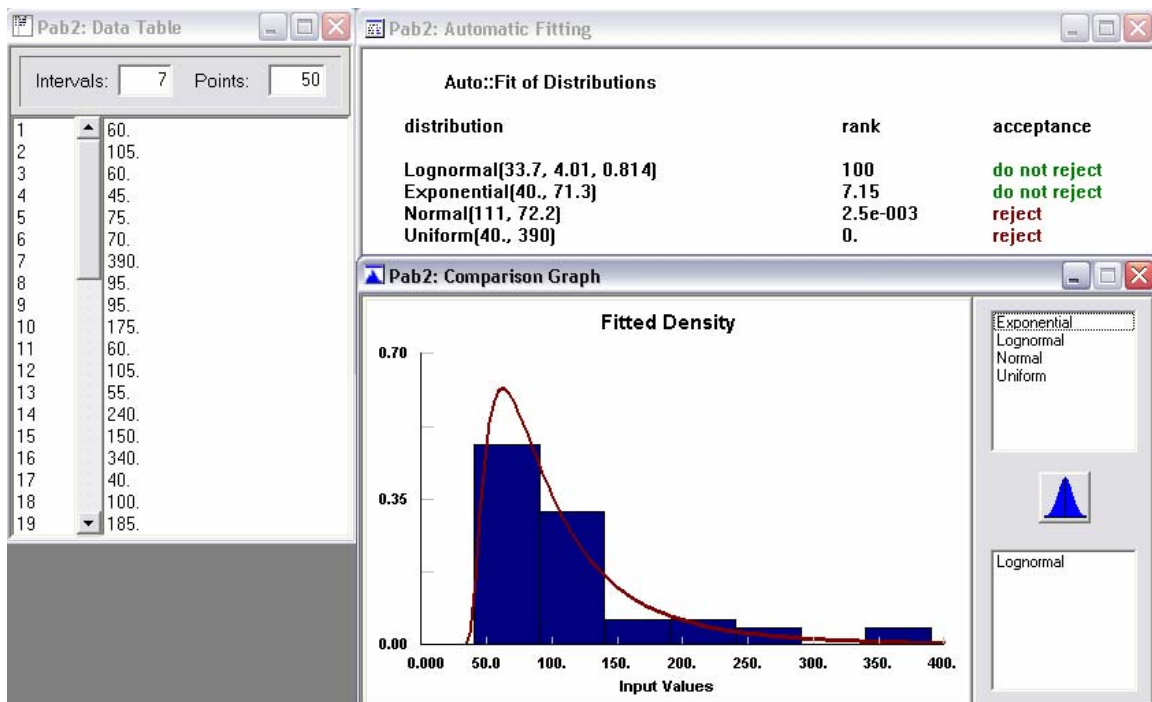 Pab2: Data Table
Intervals: 7 Points: 50
1 60.
2 105.
3 60.
4 45.
5 75.
6 70.
7 390.
8 95.
9 95.
10 175.
11 60.
12 105.
13 55.
14 240.
15 150.
16 340.
17 40.
18 100.
19 185.
Pab2: Automatic Fitting
Auto::Fit of Distributions
distribution rank acceptance
Lognormal(33.7, 4.01, 0.814) 100 do not reject
Exponential(40., 71.3) 7.15 do not reject
Normal(111, 72.2) 2.5e-003 reject
Uniform(40., 390) 0. reject
Pab2: Comparison Graph
Fitted Density
0.70
0.35
0.00
0.000 50.0 100. 150. 200. 250. 300. 350. 400.
Input Values
Exponential
Lognormal
Normal
Uniform
Lognormal